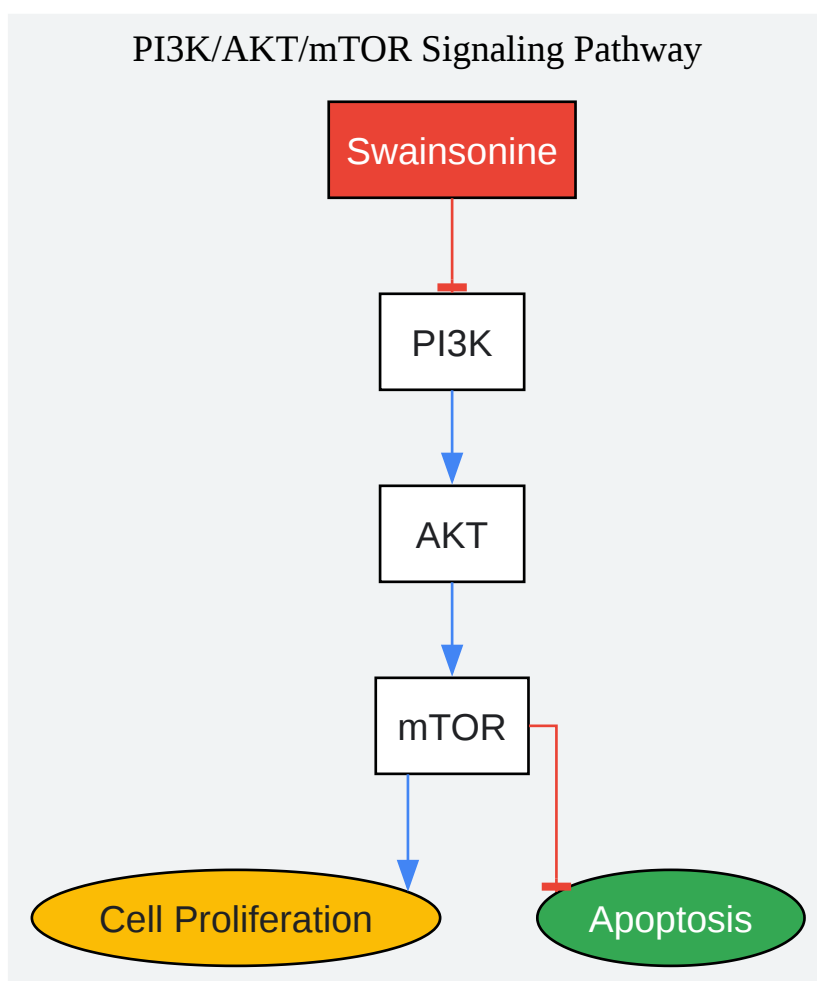 PI3K/AKT/mTOR Signaling Pathway
Swainsonine
PI3K
AKT
mTOR
Cell Proliferation
Apoptosis